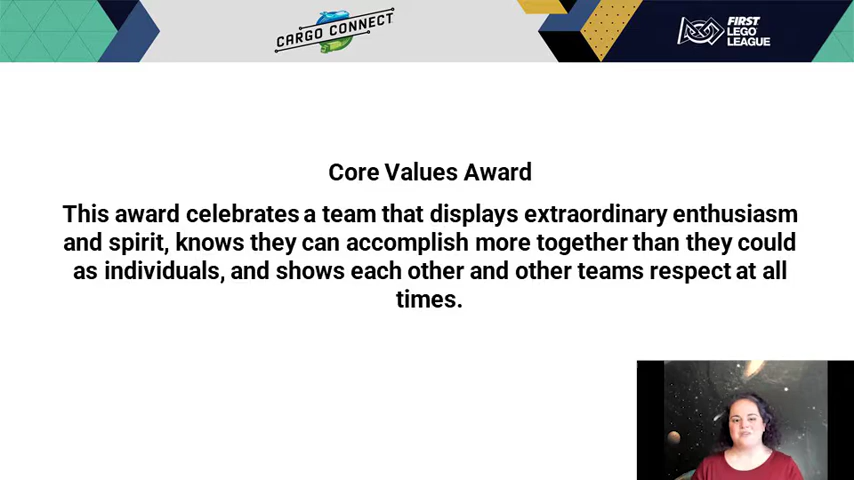 CARGO CONNECT
FIRST
LEGO
LEAGUE
Core Values Award
This award celebrates a team that displays extraordinary enthusiasm
and spirit, knows they can accomplish more together than they could
as individuals, and shows each other and other teams respect at all
times.